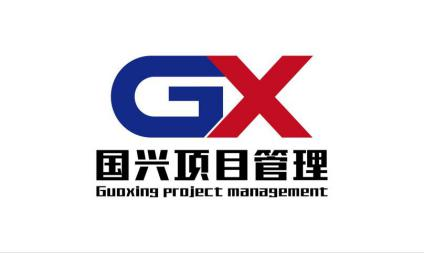 GX
国兴项目管理
Guoxing project management